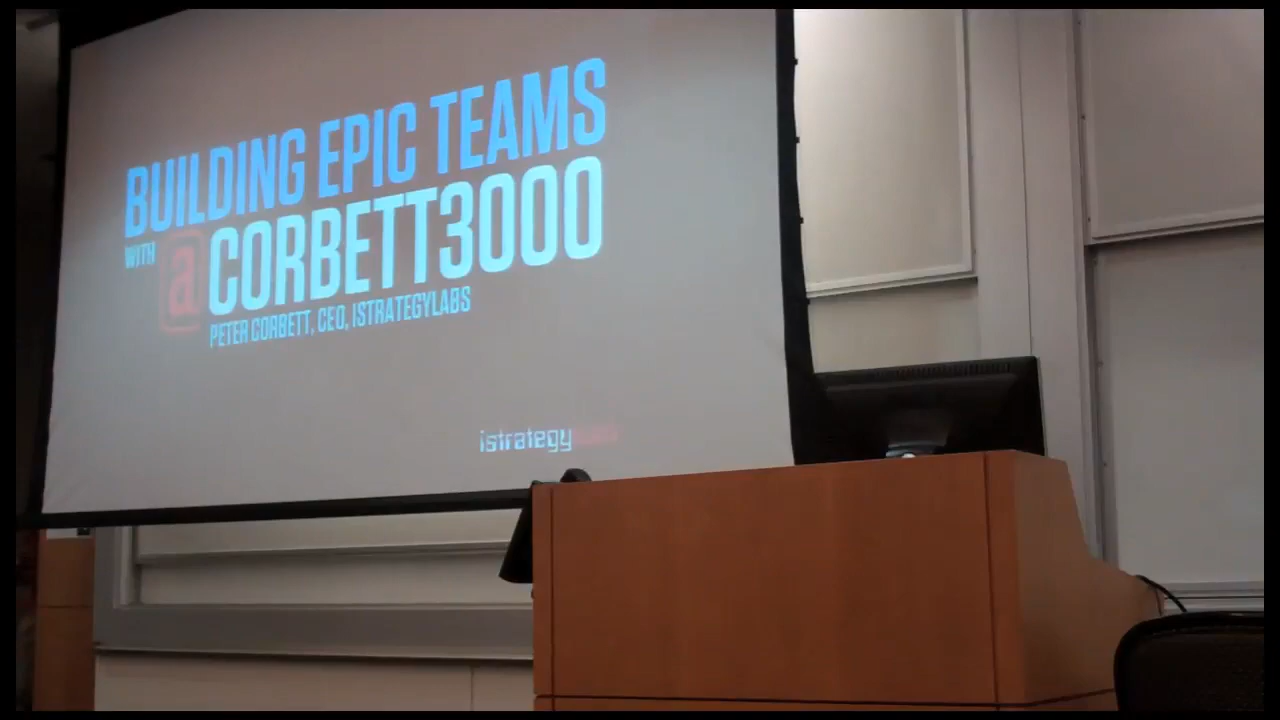 BUILDING EPIC TEAMS
WITH @CORBETT3000
PETER CORBETT, CEO, ISTRATEGYLABS
istrategy